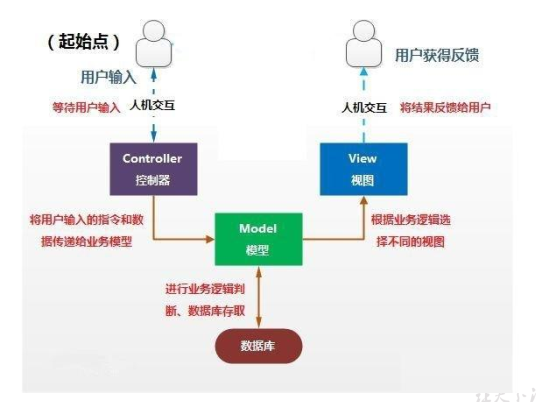 （起始点）
用户输入
用户获得反馈
等待用户输入
人机交互
人机交互
将结果反馈给用户
Controller
控制器
View
视图
将用户输入的指令和数
据传递给业务模型
Model
模型
根据业务逻辑选
择不同的视图
进行业务逻辑判
断、数据库存取
数据库